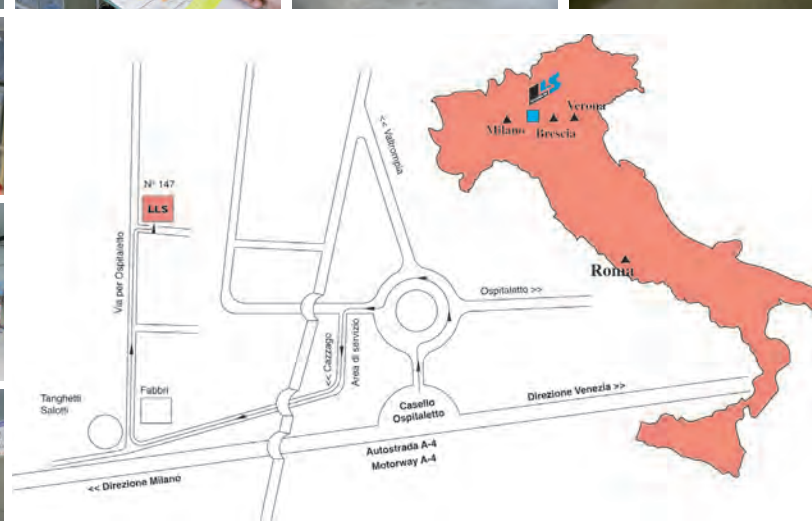 LLS
Milano
Brescia
Verona
Roma
<< Valtrompia
Nº 147
LLS
Via per Ospitaletto
Ospitaletto >>
<< Cazzago
Area di servizio
Tanghetti
Salotti
Fabbri
Casello
Ospitaletto
Direzione Venezia >>
Autostrada A-4
Motorway A-4
<< Direzione Milano